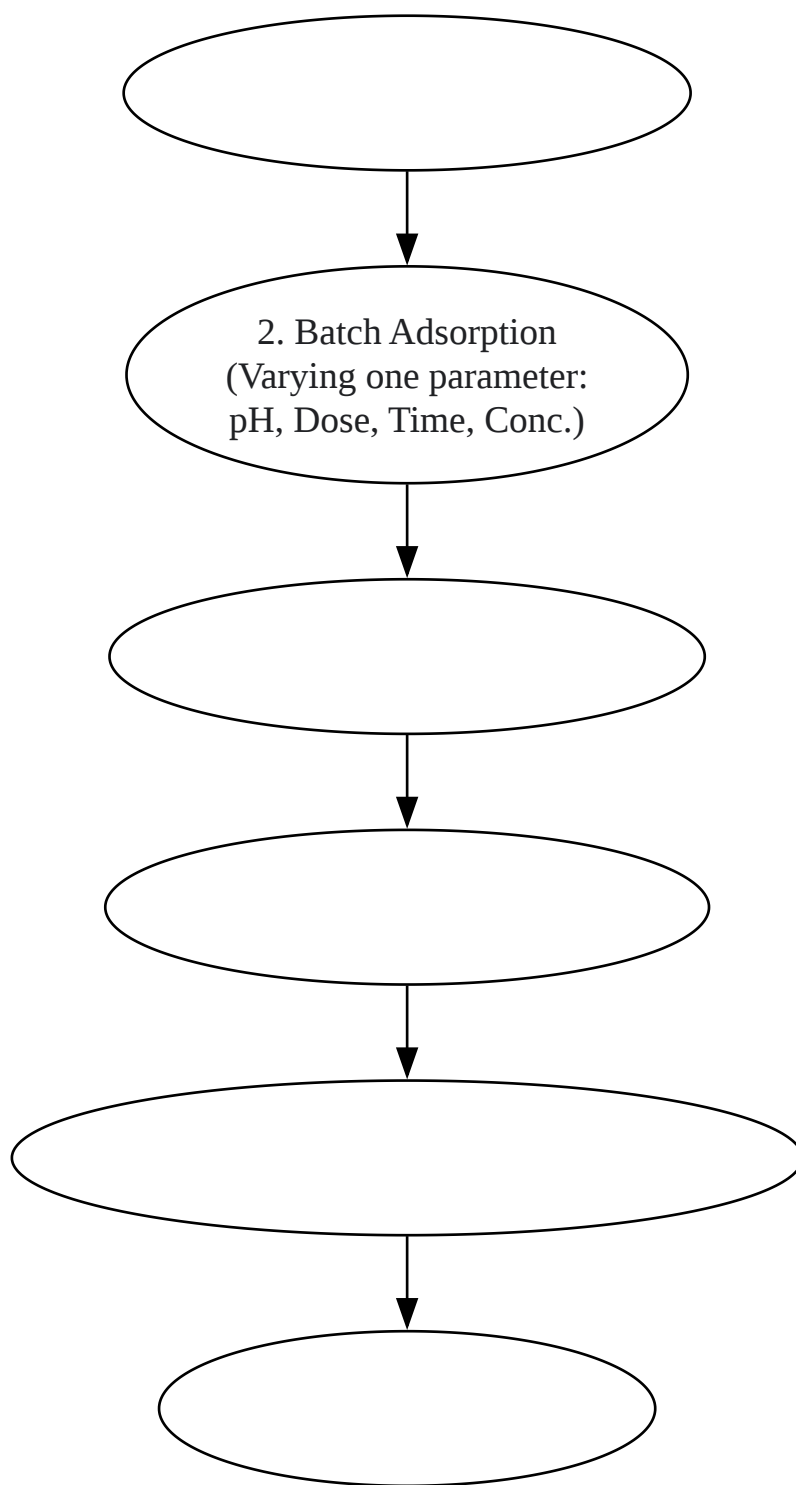 2. Batch Adsorption
(Varying one parameter:
pH, Dose, Time, Conc.)